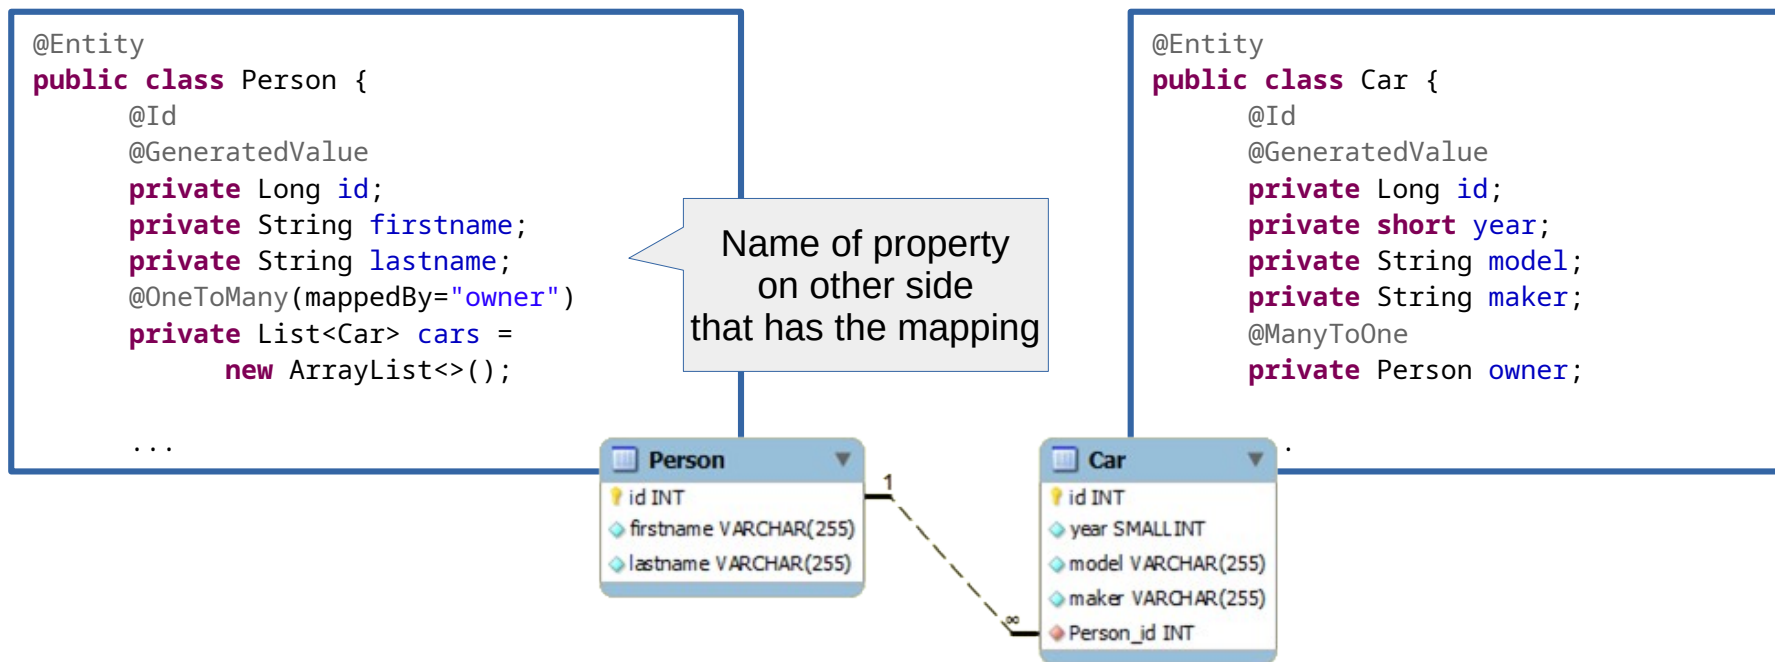 @Entity
public class Person {
@Id
@GeneratedValue
private Long id;
private String firstname;
private String lastname;
@OneToMany(mappedBy="owner")
private List<Car> cars =
new ArrayList<>();
...
Name of property
on other side
that has the mapping
@Entity
public class Car {
@Id
@GeneratedValue
private Long id;
private short year;
private String model;
private String maker;
@ManyToOne
private Person owner;
.
Person
id INT
firstname VARCHAR(255)
lastname VARCHAR(255)
1
∞
Car
id INT
year SMALLINT
model VARCHAR(255)
maker VARCHAR(255)
Person_id INT